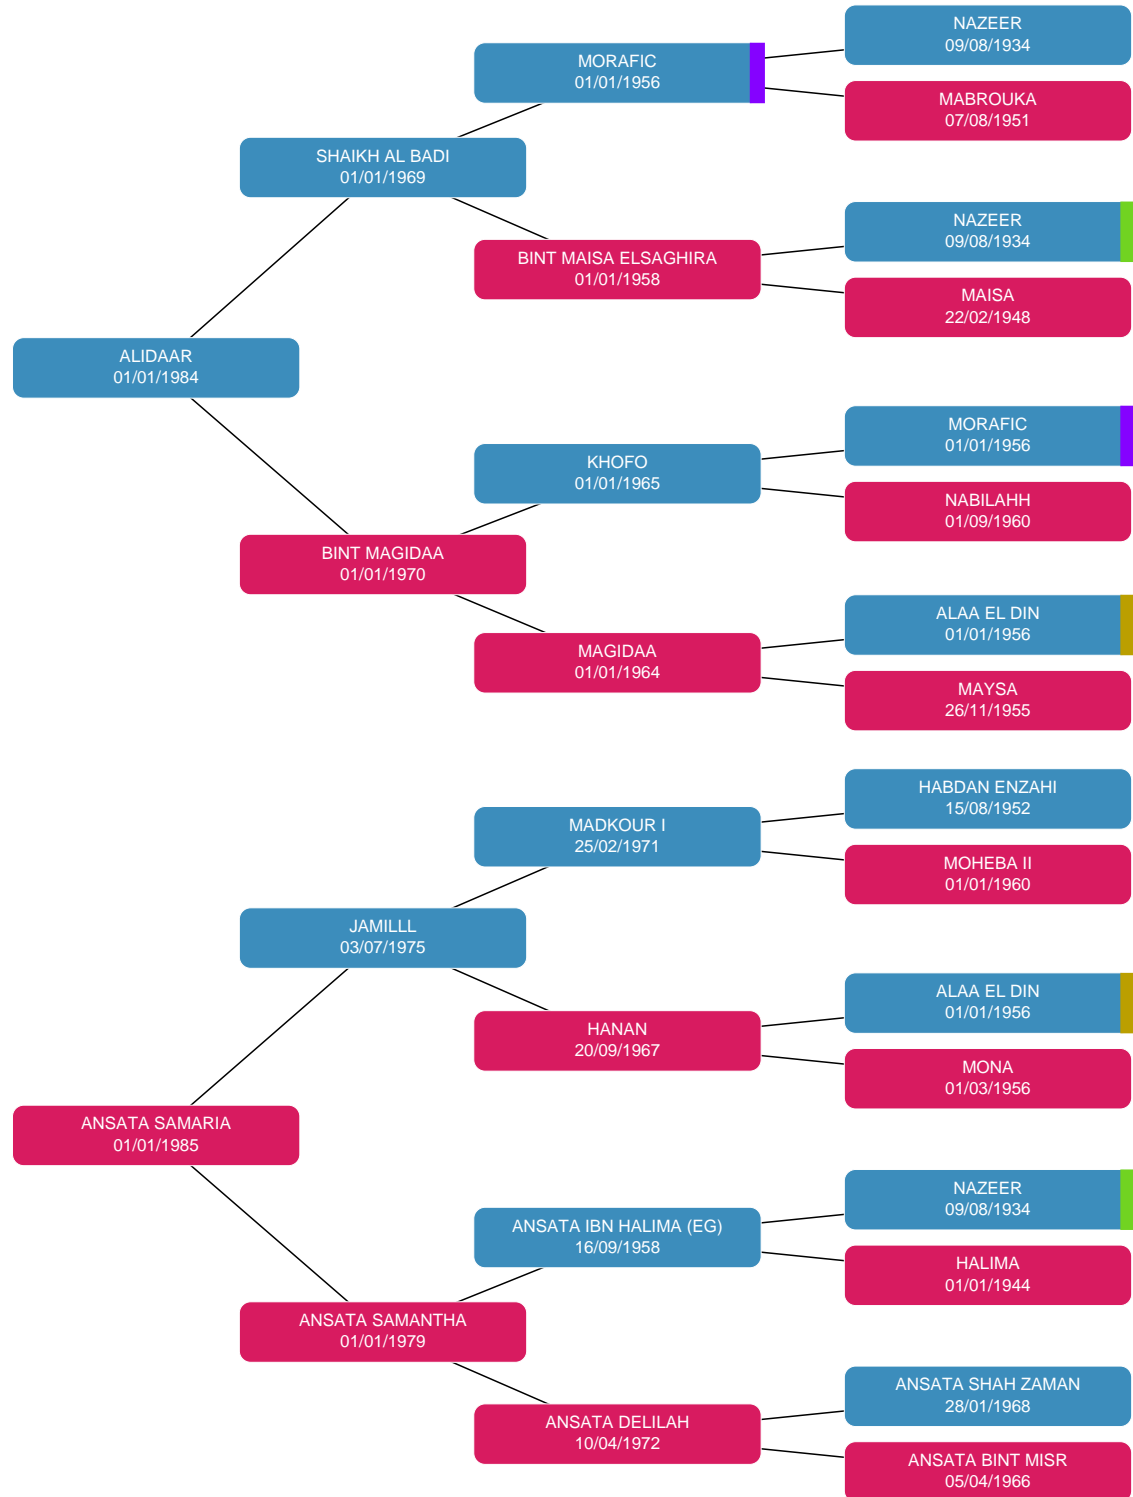 NAZEER
09/08/1934
MORAFIC
01/01/1956
MABROUKA
07/08/1951
SHAIKH AL BADI
01/01/1969
NAZEER
09/08/1934
BINT MAISA ELSAGHIRA
01/01/1958
MAISA
22/02/1948
ALIDAAR
01/01/1984
MORAFIC
01/01/1956
KHOFO
01/01/1965
NABILAHH
01/09/1960
BINT MAGIDAA
01/01/1970
ALAA EL DIN
01/01/1956
MAGIDAA
01/01/1964
MAYSA
26/11/1955
HABDAN ENZAHI
15/08/1952
MADKOUR I
25/02/1971
MOHEBA II
01/01/1960
JAMILLL
03/07/1975
ALAA EL DIN
01/01/1956
HANAN
20/09/1967
MONA
01/03/1956
ANSATA SAMARIA
01/01/1985
NAZEER
09/08/1934
ANSATA IBN HALIMA (EG)
16/09/1958
HALIMA
01/01/1944
ANSATA SAMANTHA
01/01/1979
ANSATA SHAH ZAMAN
28/01/1968
ANSATA DELILAH
10/04/1972
ANSATA BINT MISR
05/04/1966